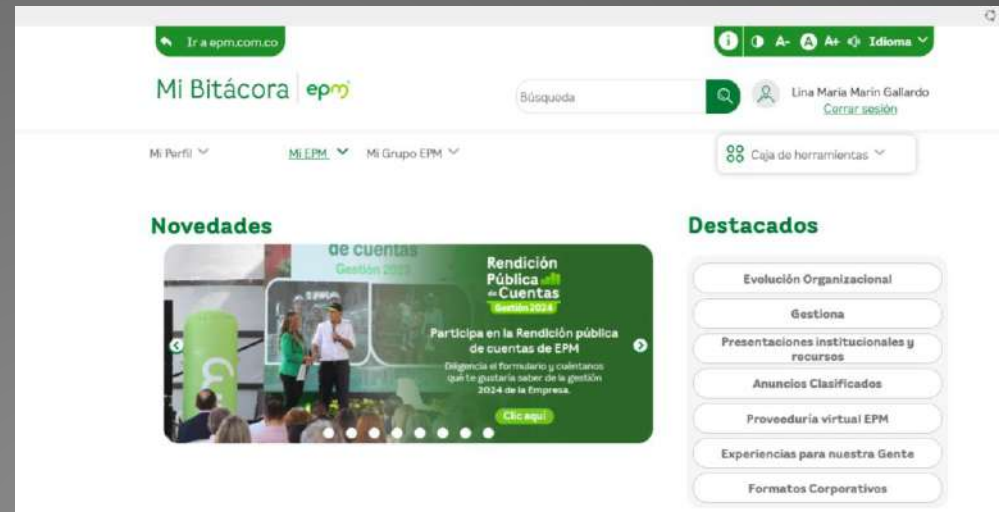 Ir a epm.com.co
i A- A A+ Idioma
Mi Bitácora epm
Búsqueda
Lina María Marin Gallardo
Cerrar sesión
Mi Perfil
Mi EPM
Mi Grupo EPM
Caja de herramientas
Novedades
de cuentas
Gestión 2023
Rendición
Pública
de Cuentas
Gestión 2024
Participa en la Rendición pública
de cuentas de EPM
Diligencia el formulario y cuéntanos
qué te gustaría saber de la gestión
2024 de la Empresa.
Clic aquí
Destacados
Evolución Organizacional
Gestiona
Presentaciones institucionales y
recursos
Anuncios Clasificados
Proveeduría virtual EPM
Experiencias para nuestra Gente
Formatos Corporativos